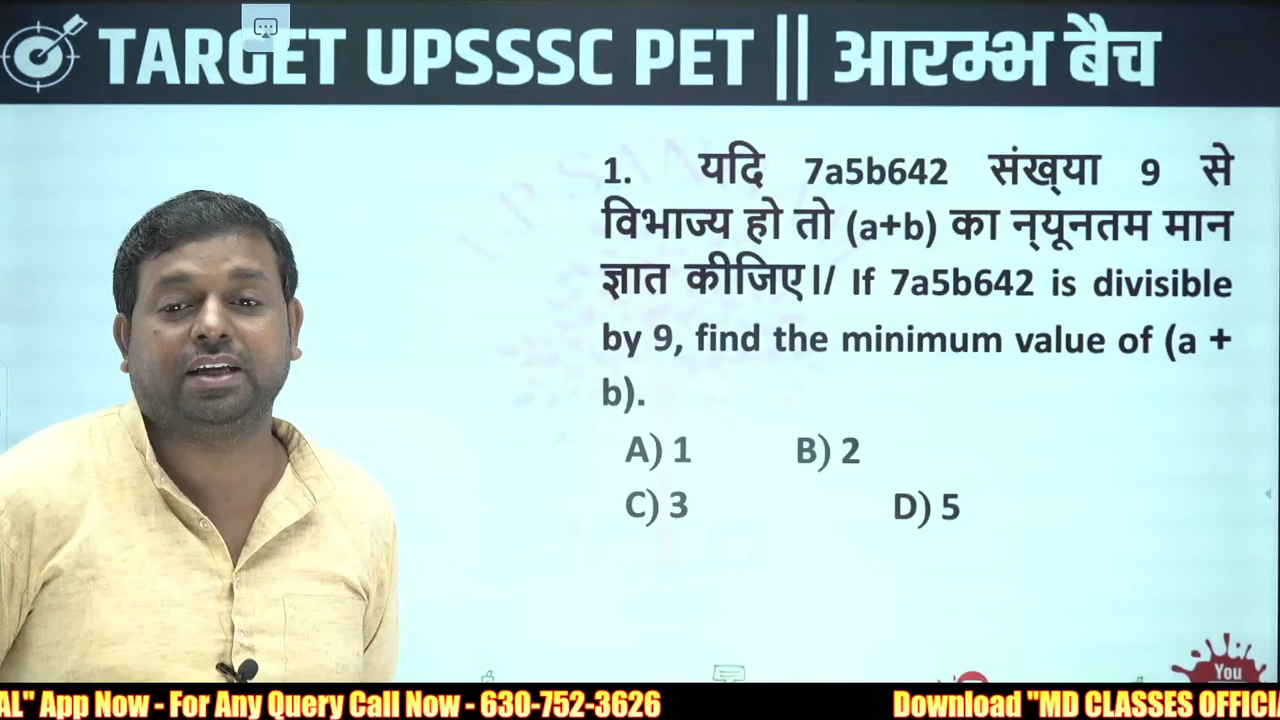 TARGET UPSSSC PET || आरम्भ बैच
1. यदि 7a5b642 संख्या 9 से
विभाज्य हो तो (a+b) का न्यूनतम मान
ज्ञात कीजिए।/ If 7a5b642 is divisible
by 9, find the minimum value of (a +
b).
A) 1 B) 2
C) 3 D) 5
You
AL" App Now - For Any Query Call Now - 630-752-3626 Download "MD CLASSES OFFICI